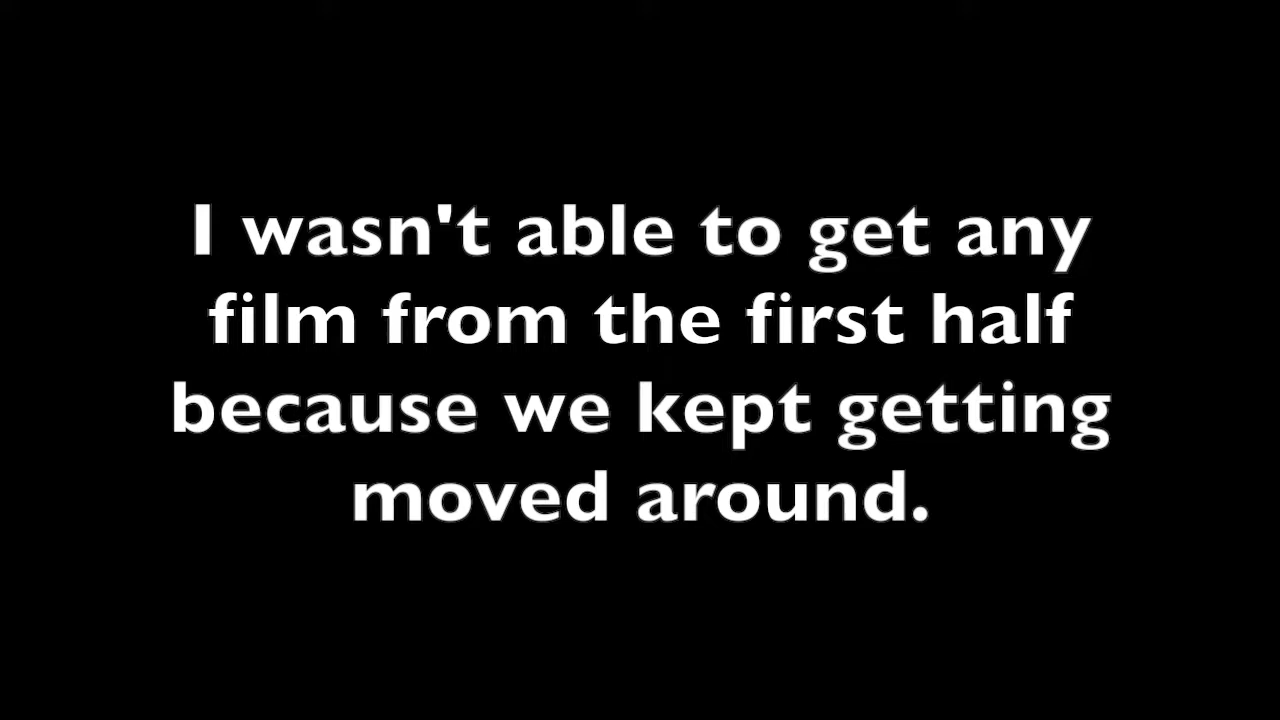 I wasn't able to get any
film from the first half
because we kept getting
moved around.